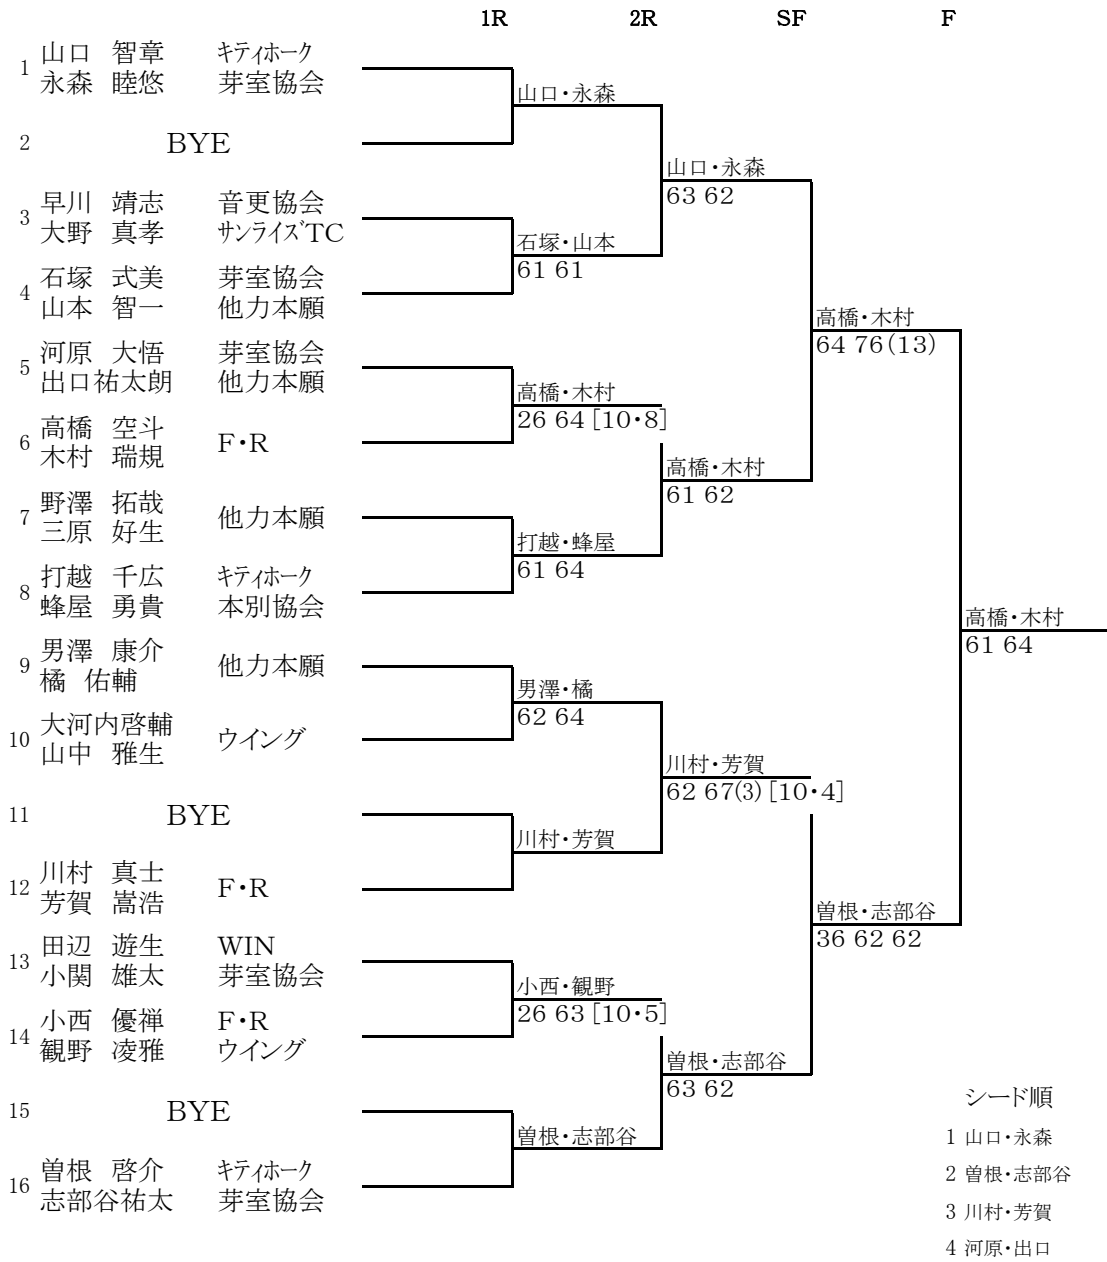 1R 2R SF F
1 山口 智章 キティホーク
永森 睦悠 芽室協会
山口・永森
2 BYE
山口・永森
63 62
3 早川 靖志 音更協会
大野 真孝 サンライズTC
石塚・山本
61 61
4 石塚 式美 芽室協会
山本 智一 他力本願
高橋・木村
64 76(13)
5 河原 大悟 芽室協会
出口祐太朗 他力本願
高橋・木村
26 64 [10・8]
6 高橋 空斗 F・R
木村 瑞規
高橋・木村
61 62
7 野澤 拓哉 他力本願
三原 好生
打越・蜂屋
61 64
8 打越 千広 キティホーク
蜂屋 勇貴 本別協会
高橋・木村
61 64
9 男澤 康介 他力本願
橘 佑輔
男澤・橘
62 64
10 大河内啓輔 ウイング
山中 雅生
川村・芳賀
62 67(3) [10・4]
11 BYE
川村・芳賀
12 川村 真士 F・R
芳賀 嵩浩
曽根・志部谷
36 62 62
13 田辺 遊生 WIN
小関 雄太 芽室協会
小西・観野
26 63 [10・5]
14 小西 優禅 F・R
観野 凌雅 ウイング
曽根・志部谷
63 62
15 BYE
曽根・志部谷
16 曽根 啓介 キティホーク
志部谷祐太 芽室協会
シード順
1 山口・永森
2 曽根・志部谷
3 川村・芳賀
4 河原・出口